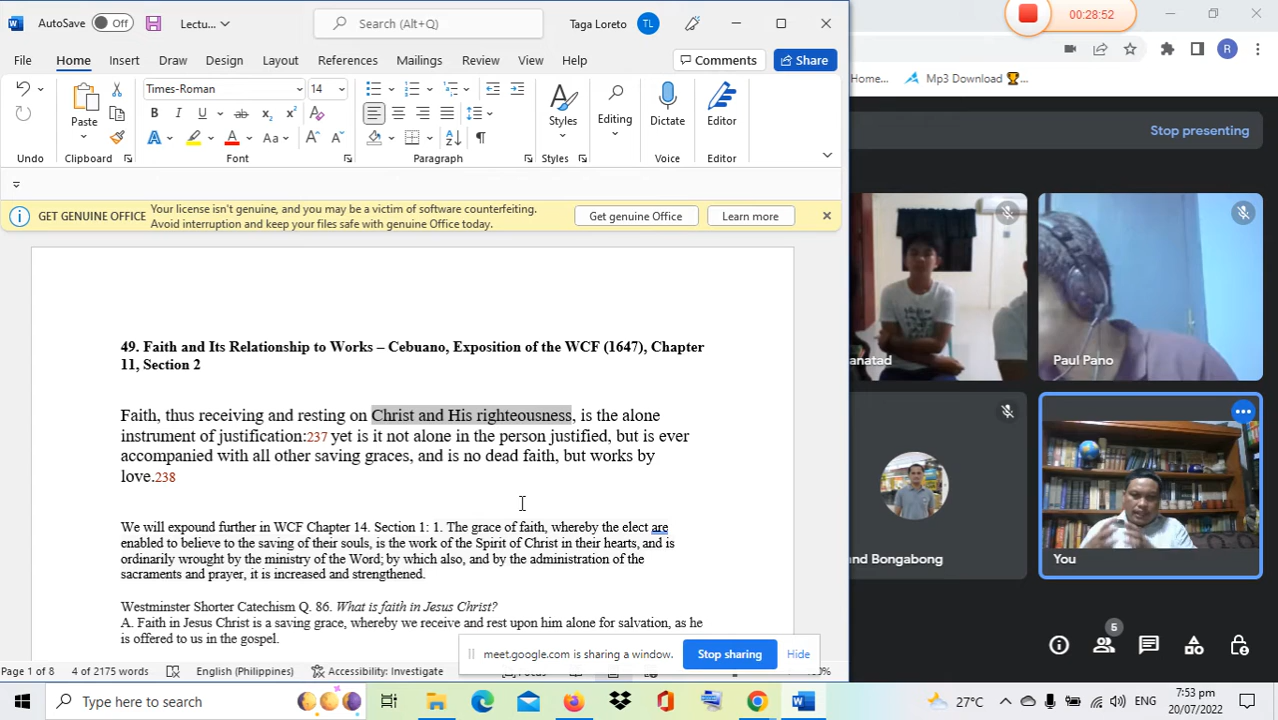 AutoSave Off Lectu... Search (Alt+Q) Taga Loreto TL 00:28:52
File Home Insert Draw Design Layout References Mailings Review View Help Comments Share R
Home... Mp3 Download
Times-Roman 14
Paste Styles Editing Dictate Editor
Stop presenting
Undo Clipboard Font Paragraph Styles Voice Editor
GET GENUINE OFFICE Your license isn't genuine, and you may be a victim of software counterfeiting.
Avoid interruption and keep your files safe with genuine Office today.
Get genuine Office Learn more
49. Faith and Its Relationship to Works – Cebuano, Exposition of the WCF (1647), Chapter
11, Section 2
anatad Paul Pano
Faith, thus receiving and resting on Christ and His righteousness, is the alone
instrument of justification:237 yet is it not alone in the person justified, but is ever
accompanied with all other saving graces, and is no dead faith, but works by
love.238
We will expound further in WCF Chapter 14. Section 1: 1. The grace of faith, whereby the elect are
enabled to believe to the saving of their souls, is the work of the Spirit of Christ in their hearts, and is
ordinarily wrought by the ministry of the Word; by which also, and by the administration of the
sacraments and prayer, it is increased and strengthened.
and Bongabong You
Westminster Shorter Catechism Q. 86. What is faith in Jesus Christ?
A. Faith in Jesus Christ is a saving grace, whereby we receive and rest upon him alone for salvation, as he
is offered to us in the gospel.
6
meet.google.com is sharing a window. Stop sharing Hide
Page 1 of 8 4 of 2175 words English (Philippines) Accessibility: Investigate Focus
Type here to search 27°C ENG 7:53 pm
20/07/2022